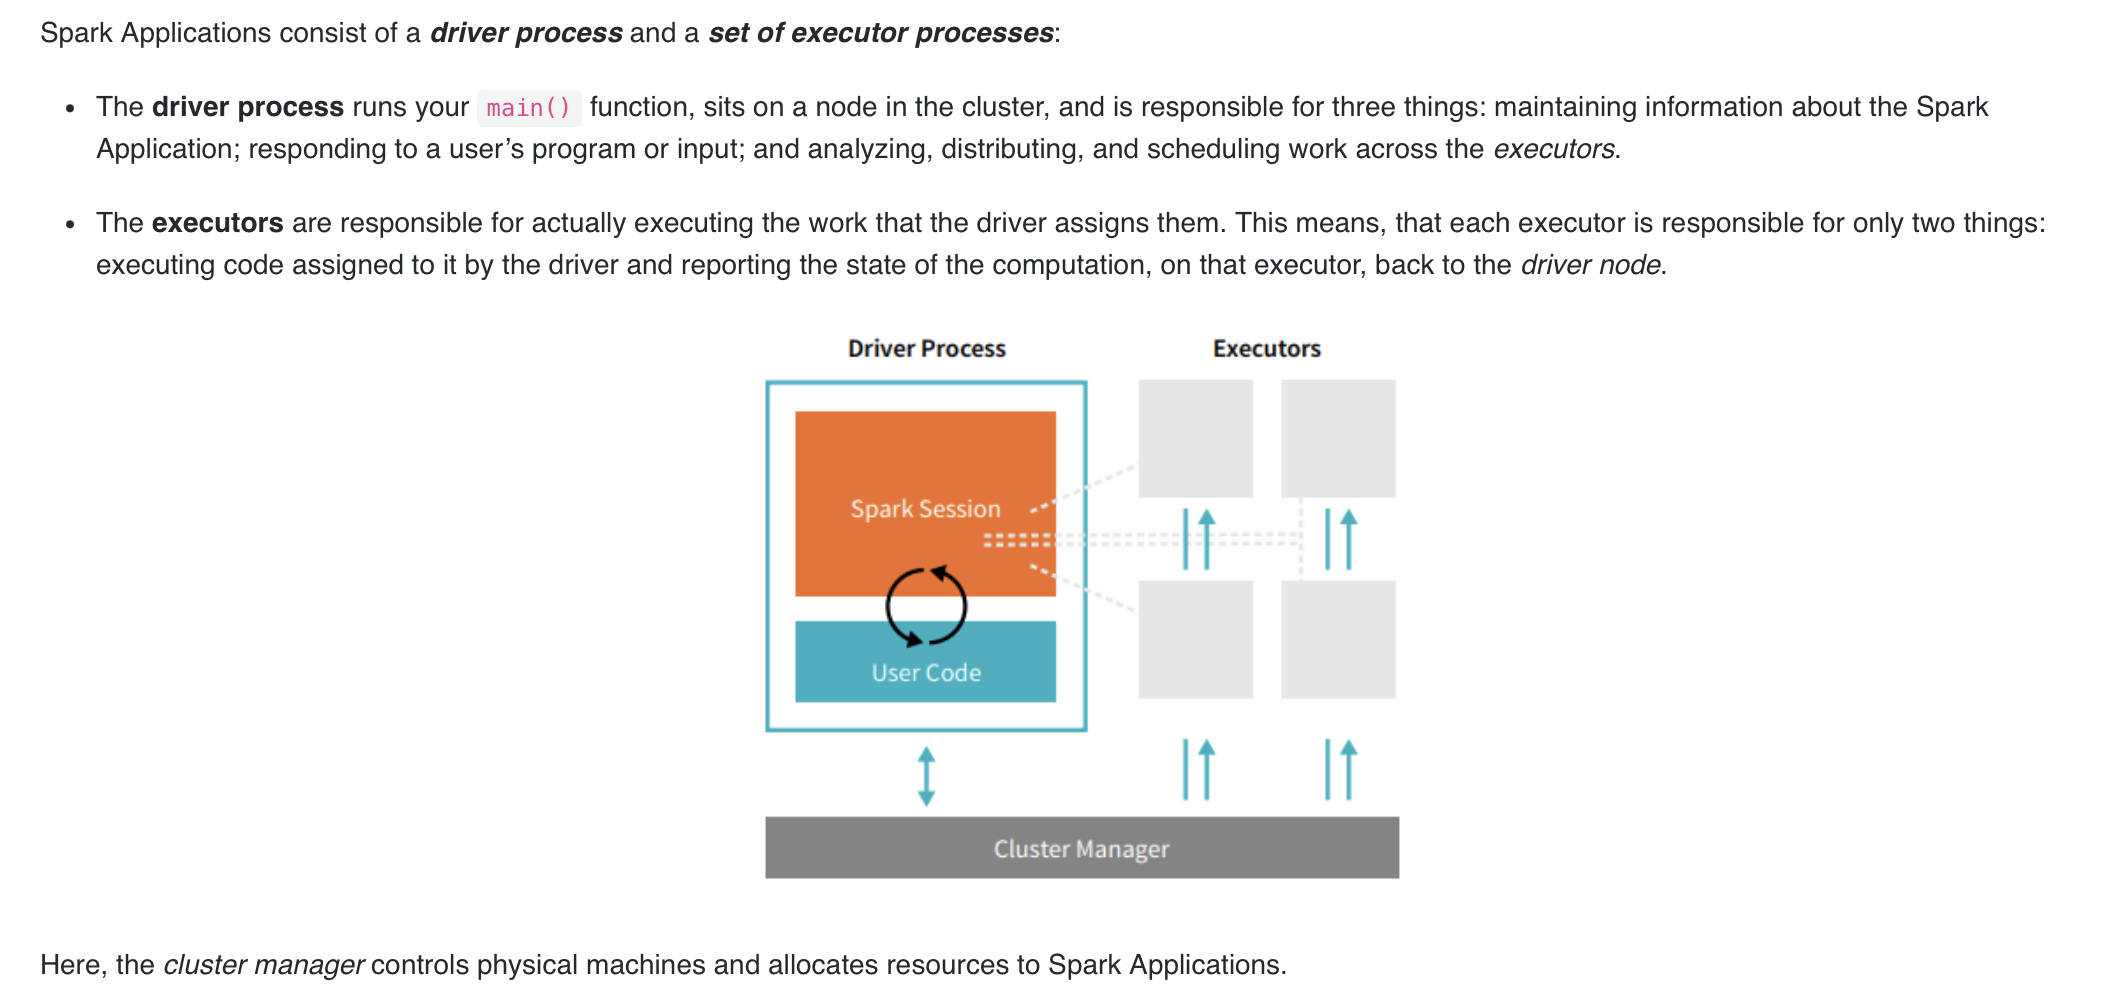 Spark Applications consist of a driver process and a set of executor processes:
• The driver process runs your main() function, sits on a node in the cluster, and is responsible for three things: maintaining information about the Spark
Application; responding to a user’s program or input; and analyzing, distributing, and scheduling work across the executors.
• The executors are responsible for actually executing the work that the driver assigns them. This means, that each executor is responsible for only two things:
executing code assigned to it by the driver and reporting the state of the computation, on that executor, back to the driver node.
Driver Process
Executors
Spark Session
User Code
Cluster Manager
Here, the cluster manager controls physical machines and allocates resources to Spark Applications.